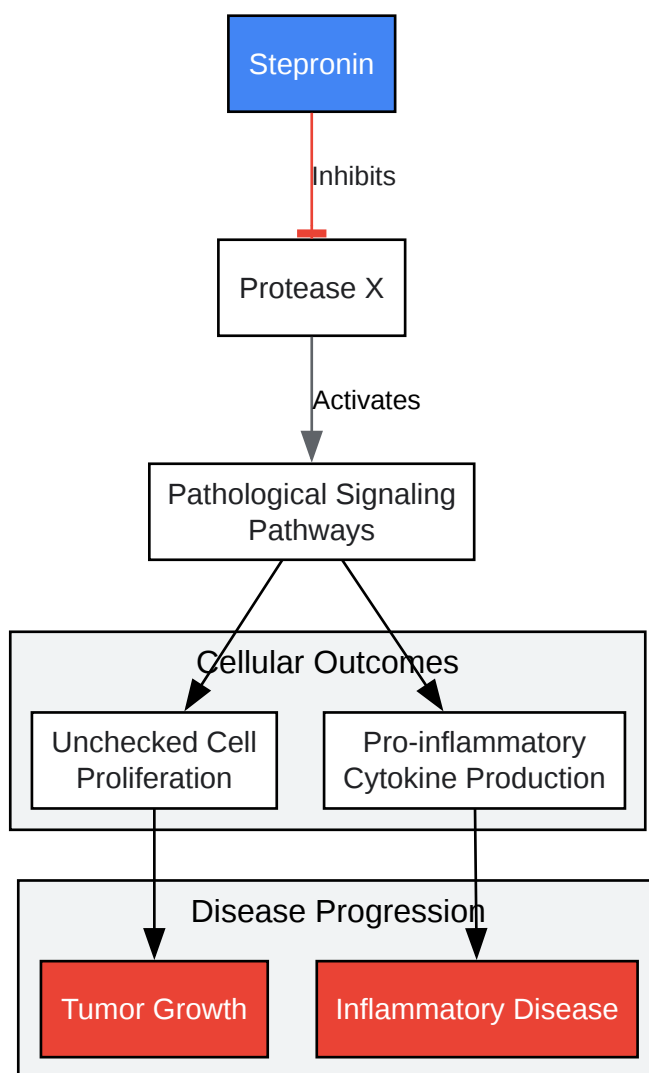 Stepronin
Inhibits
Protease X
Activates
Pathological Signaling
Pathways
Cellular Outcomes
Unchecked Cell
Proliferation
Pro-inflammatory
Cytokine Production
Disease Progression
Tumor Growth
Inflammatory Disease